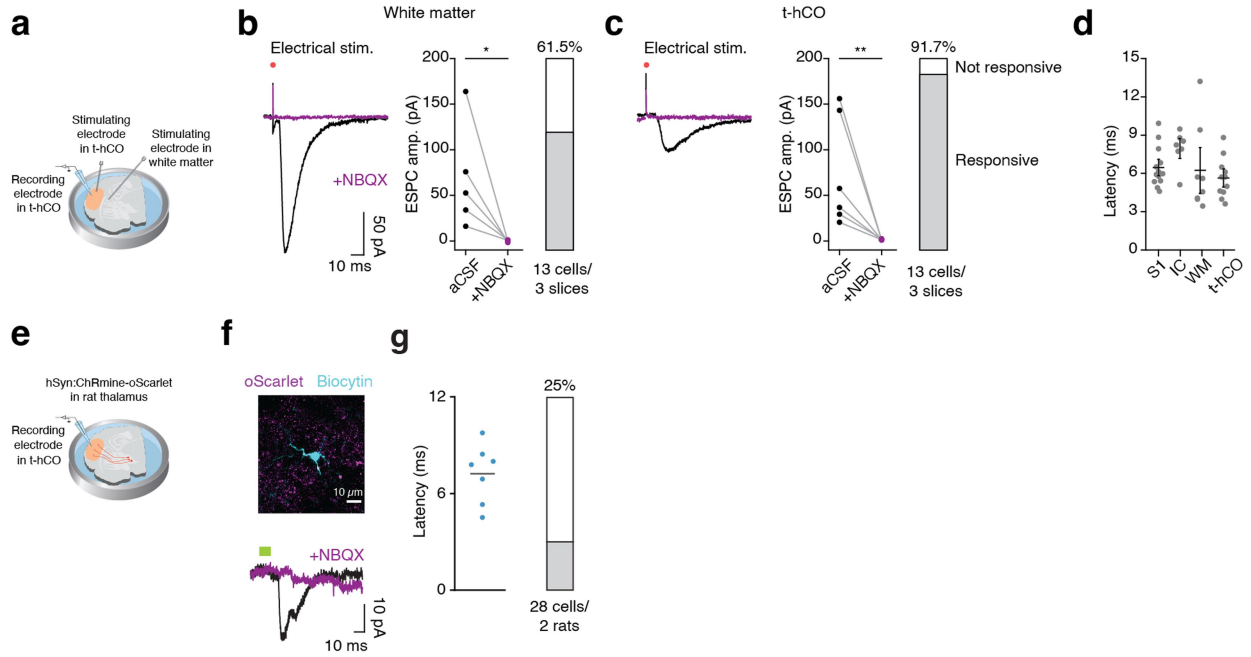 a
Stimulating
electrode
in t-hCO
Stimulating
electrode in
white matter
Recording
electrode
in t-hCO
b
White matter
Electrical stim.
+NBQX
50 pA
10 ms
ESPC amp. (pA)
200
150
100
50
0
*
aCSF
+NBQX
61.5%
13 cells/
3 slices
c
t-hCO
Electrical stim.
ESPC amp. (pA)
200
150
100
50
0
**
aCSF
+NBQX
91.7%
Not responsive
Responsive
13 cells/
3 slices
d
Latency (ms)
15
12
9
6
3
0
S1
IC
WM
t-hCO
e
hSyn:ChRmine-oScarlet
in rat thalamus
Recording
electrode
in t-hCO
f
oScarlet Biocytin
10 µm
+NBQX
10 pA
10 ms
g
Latency (ms)
12
6
0
25%
28 cells/
2 rats